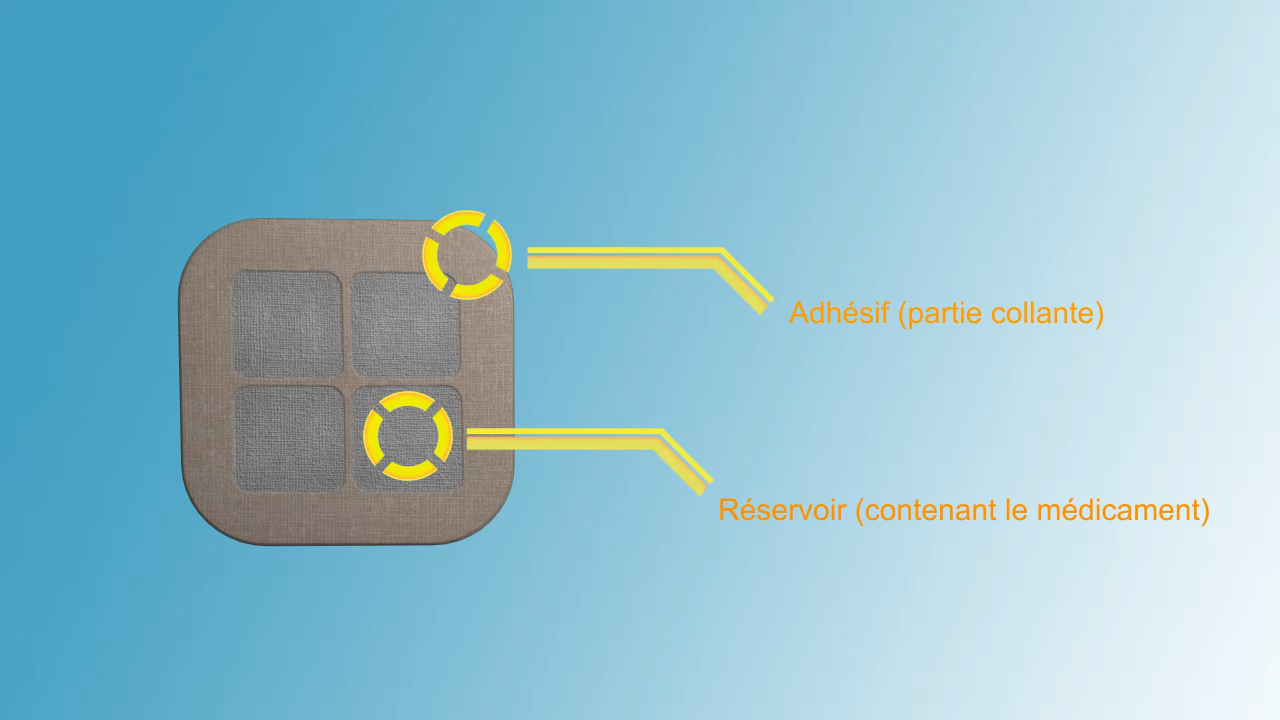 Adhésif (partie collante)
Réservoir (contenant le médicament)